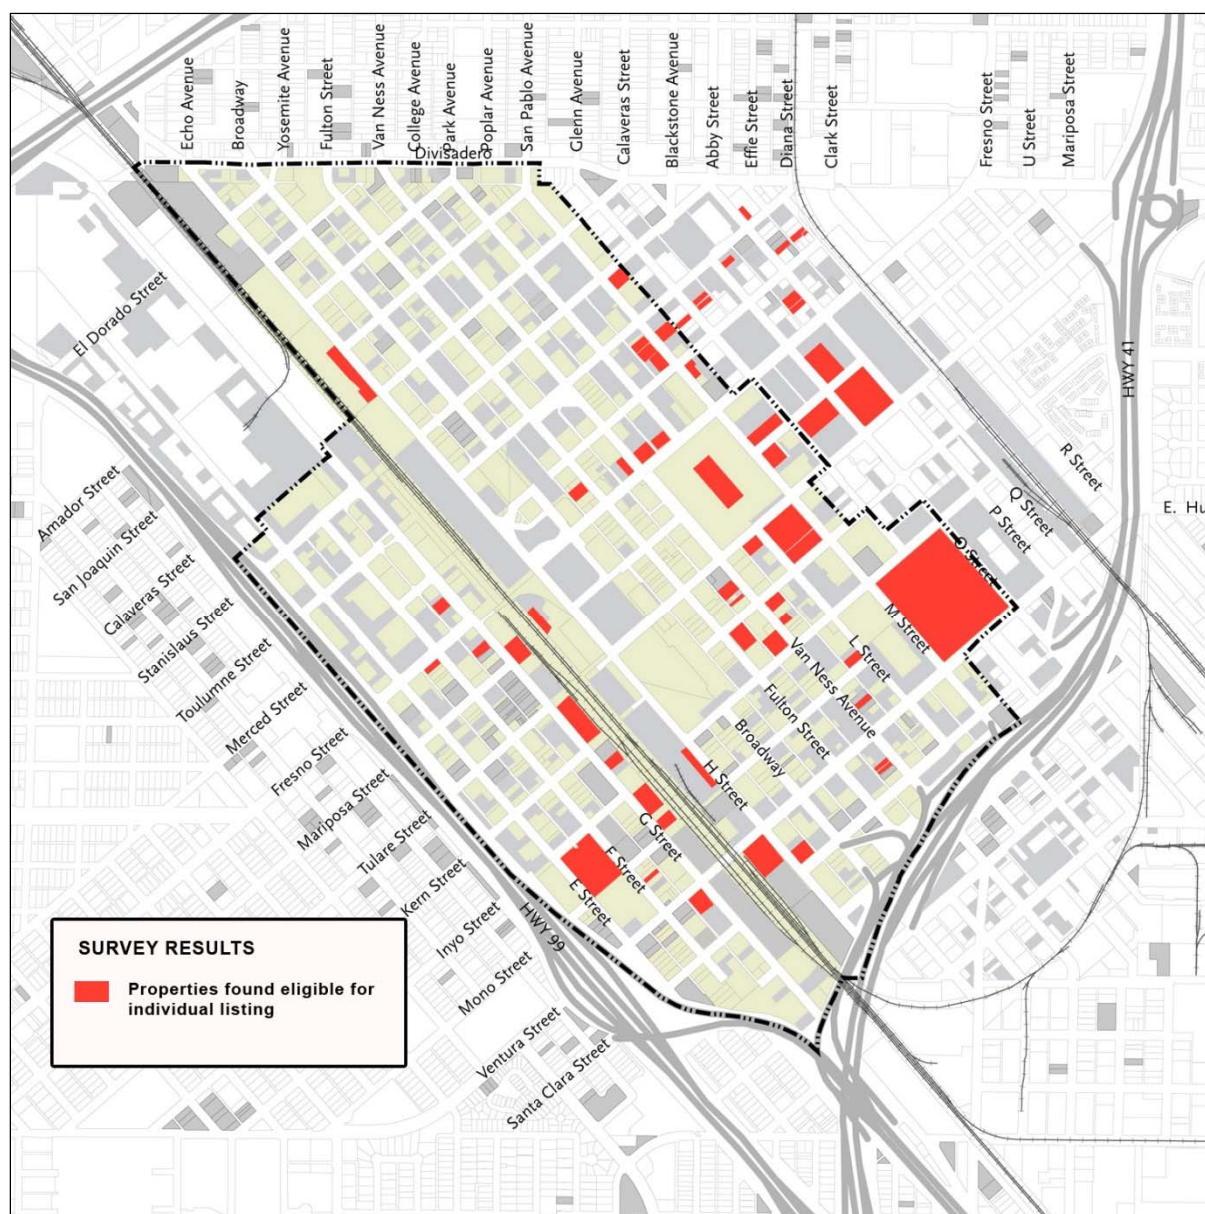 Echo Avenue
Broadway
Yosemite Avenue
Fulton Street
Van Ness Avenue
College Avenue
Park Avenue
Poplar Avenue
San Pablo Avenue
Glenn Avenue
Calaveras Street
Blackstone Avenue
Abby Street
Effie Street
Diana Street
Clark Street
Fresno Street
U Street
Mariposa Street
Divisadero
El Dorado Street
HWY 41
R Street
Q Street
P Street
O Street
E. Hu
M Street
L Street
Van Ness Avenue
Fulton Street
Broadway
H Street
G Street
F Street
E Street
HWY 99
Amador Street
San Joaquin Street
Calaveras Street
Stanislaus Street
Toulumne Street
Merced Street
Fresno Street
Mariposa Street
Tulare Street
Kern Street
Inyo Street
Mono Street
Ventura Street
Santa Clara Street
SURVEY RESULTS
Properties found eligible for
individual listing